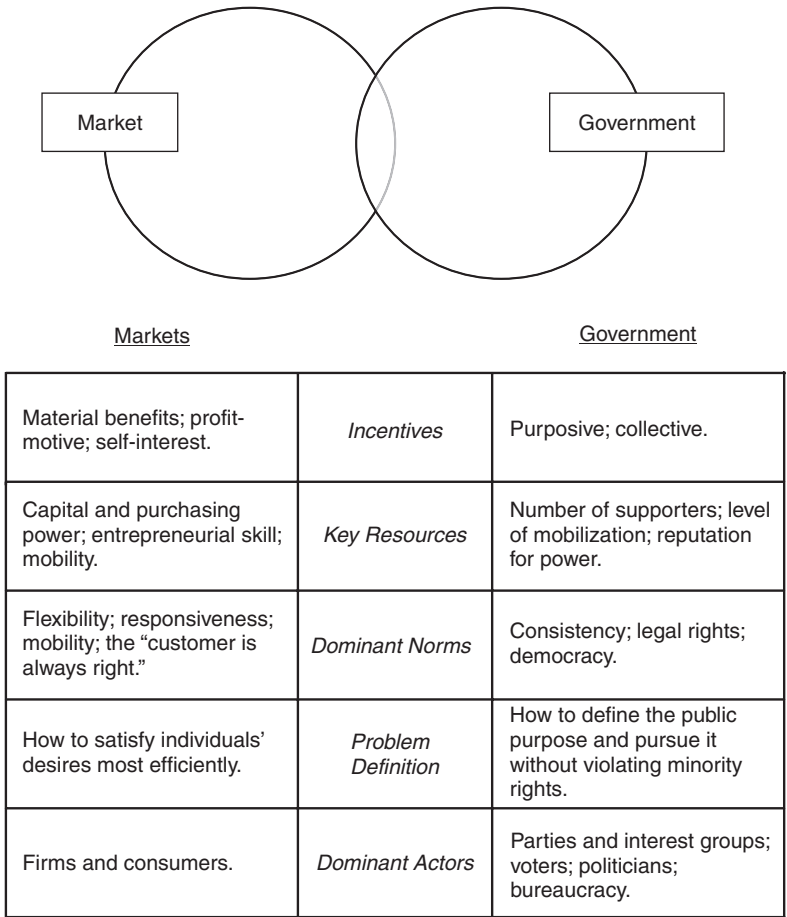 Market
Government
Markets
Government
Material benefits; profit-
motive; self-interest.
Incentives
Purposive; collective.
Capital and purchasing
power; entrepreneurial skill;
mobility.
Key Resources
Number of supporters; level
of mobilization; reputation
for power.
Flexibility; responsiveness;
mobility; the “customer is
always right.”
Dominant Norms
Consistency; legal rights;
democracy.
How to satisfy individuals’
desires most efficiently.
Problem
Definition
How to define the public
purpose and pursue it
without violating minority
rights.
Firms and consumers.
Dominant Actors
Parties and interest groups;
voters; politicians;
bureaucracy.